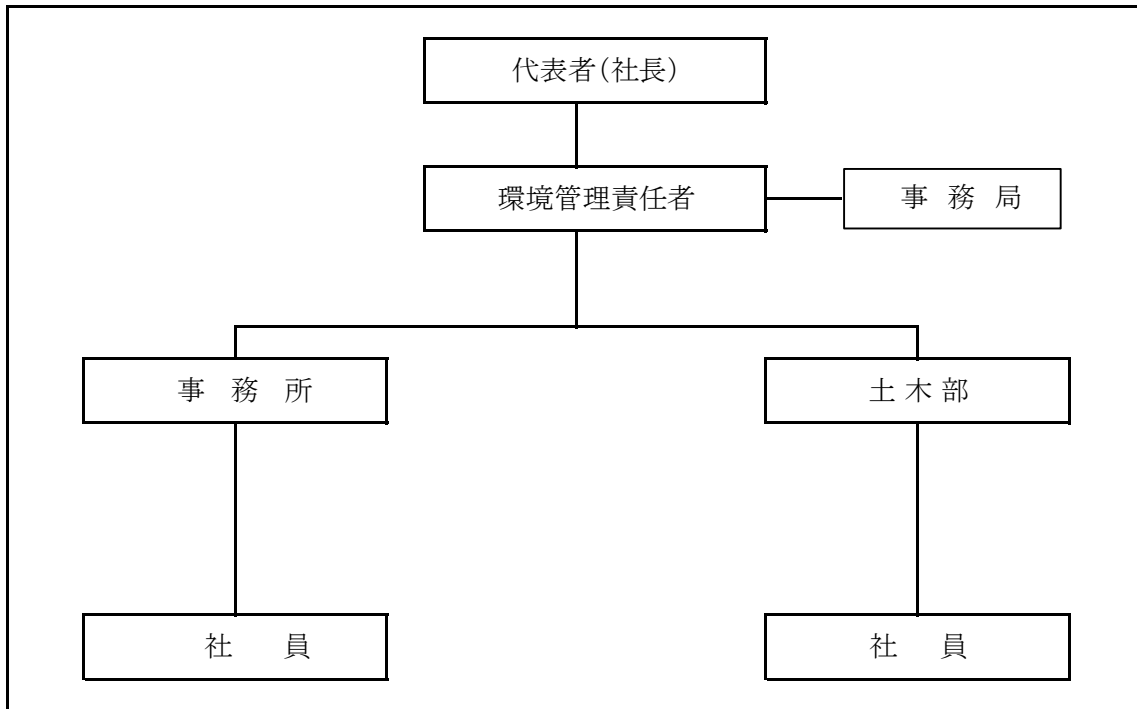 代表者(社長)
環境管理責任者
事 務 局
事 務 所
土 木 部
社 員
社 員